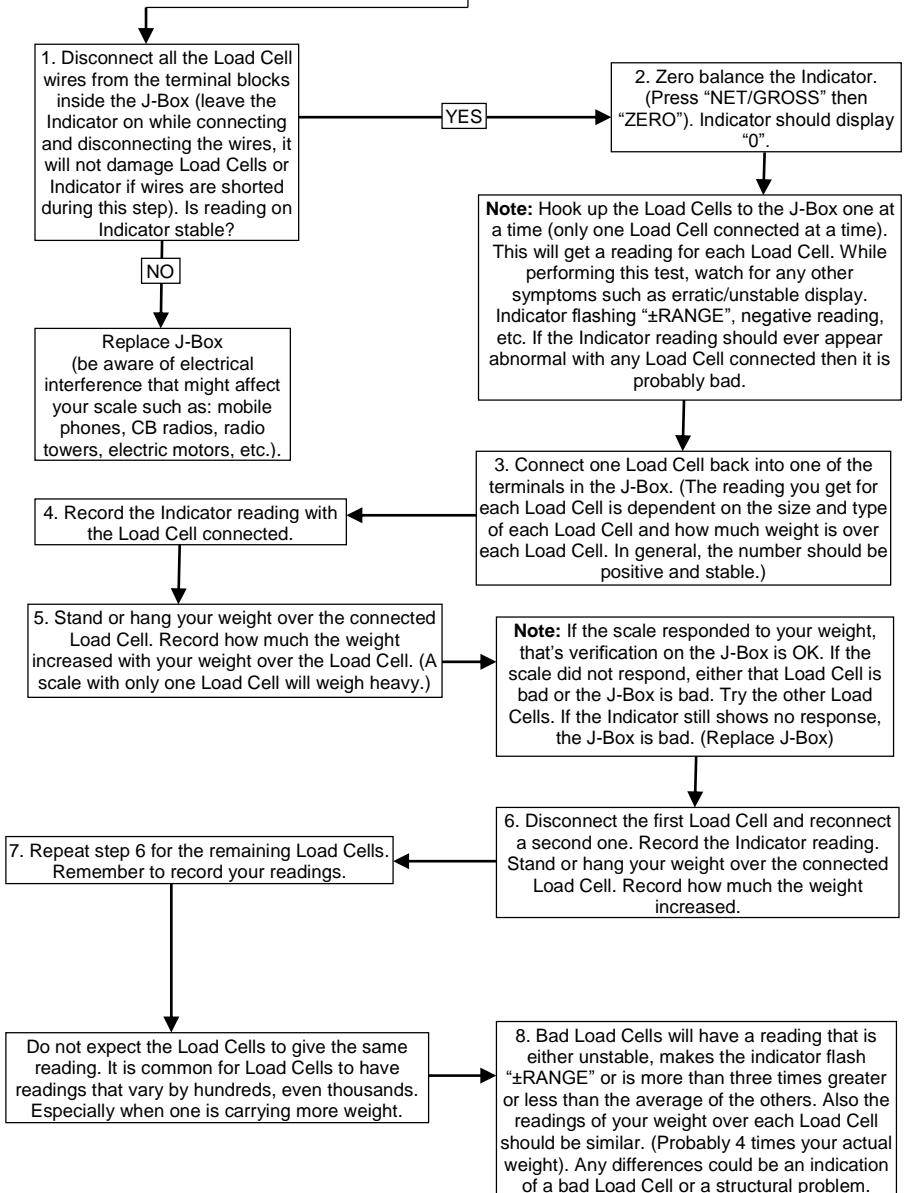 1. Disconnect all the Load Cell
wires from the terminal blocks
inside the J-Box (leave the
Indicator on while connecting
and disconnecting the wires, it
will not damage Load Cells or
Indicator if wires are shorted
during this step). Is reading on
Indicator stable?
YES
2. Zero balance the Indicator.
(Press “NET/GROSS” then
“ZERO”). Indicator should display
“0”.
NO
Replace J-Box
(be aware of electrical
interference that might affect
your scale such as: mobile
phones, CB radios, radio
towers, electric motors, etc.).
Note: Hook up the Load Cells to the J-Box one at
a time (only one Load Cell connected at a time).
This will get a reading for each Load Cell. While
performing this test, watch for any other
symptoms such as erratic/unstable display.
Indicator flashing “±RANGE”, negative reading,
etc. If the Indicator reading should ever appear
abnormal with any Load Cell connected then it is
probably bad.
3. Connect one Load Cell back into one of the
terminals in the J-Box. (The reading you get for
each Load Cell is dependent on the size and type
of each Load Cell and how much weight is over
each Load Cell. In general, the number should be
positive and stable.)
4. Record the Indicator reading with
the Load Cell connected.
5. Stand or hang your weight over the connected
Load Cell. Record how much the weight
increased with your weight over the Load Cell. (A
scale with only one Load Cell will weigh heavy.)
Note: If the scale responded to your weight,
that’s verification on the J-Box is OK. If the
scale did not respond, either that Load Cell is
bad or the J-Box is bad. Try the other Load
Cells. If the Indicator still shows no response,
the J-Box is bad. (Replace J-Box)
6. Disconnect the first Load Cell and reconnect
a second one. Record the Indicator reading.
Stand or hang your weight over the connected
Load Cell. Record how much the weight
increased.
7. Repeat step 6 for the remaining Load Cells.
Remember to record your readings.
Do not expect the Load Cells to give the same
reading. It is common for Load Cells to have
readings that vary by hundreds, even thousands.
Especially when one is carrying more weight.
8. Bad Load Cells will have a reading that is
either unstable, makes the indicator flash
“±RANGE” or is more than three times greater
or less than the average of the others. Also the
readings of your weight over each Load Cell
should be similar. (Probably 4 times your actual
weight). Any differences could be an indication
of a bad Load Cell or a structural problem.